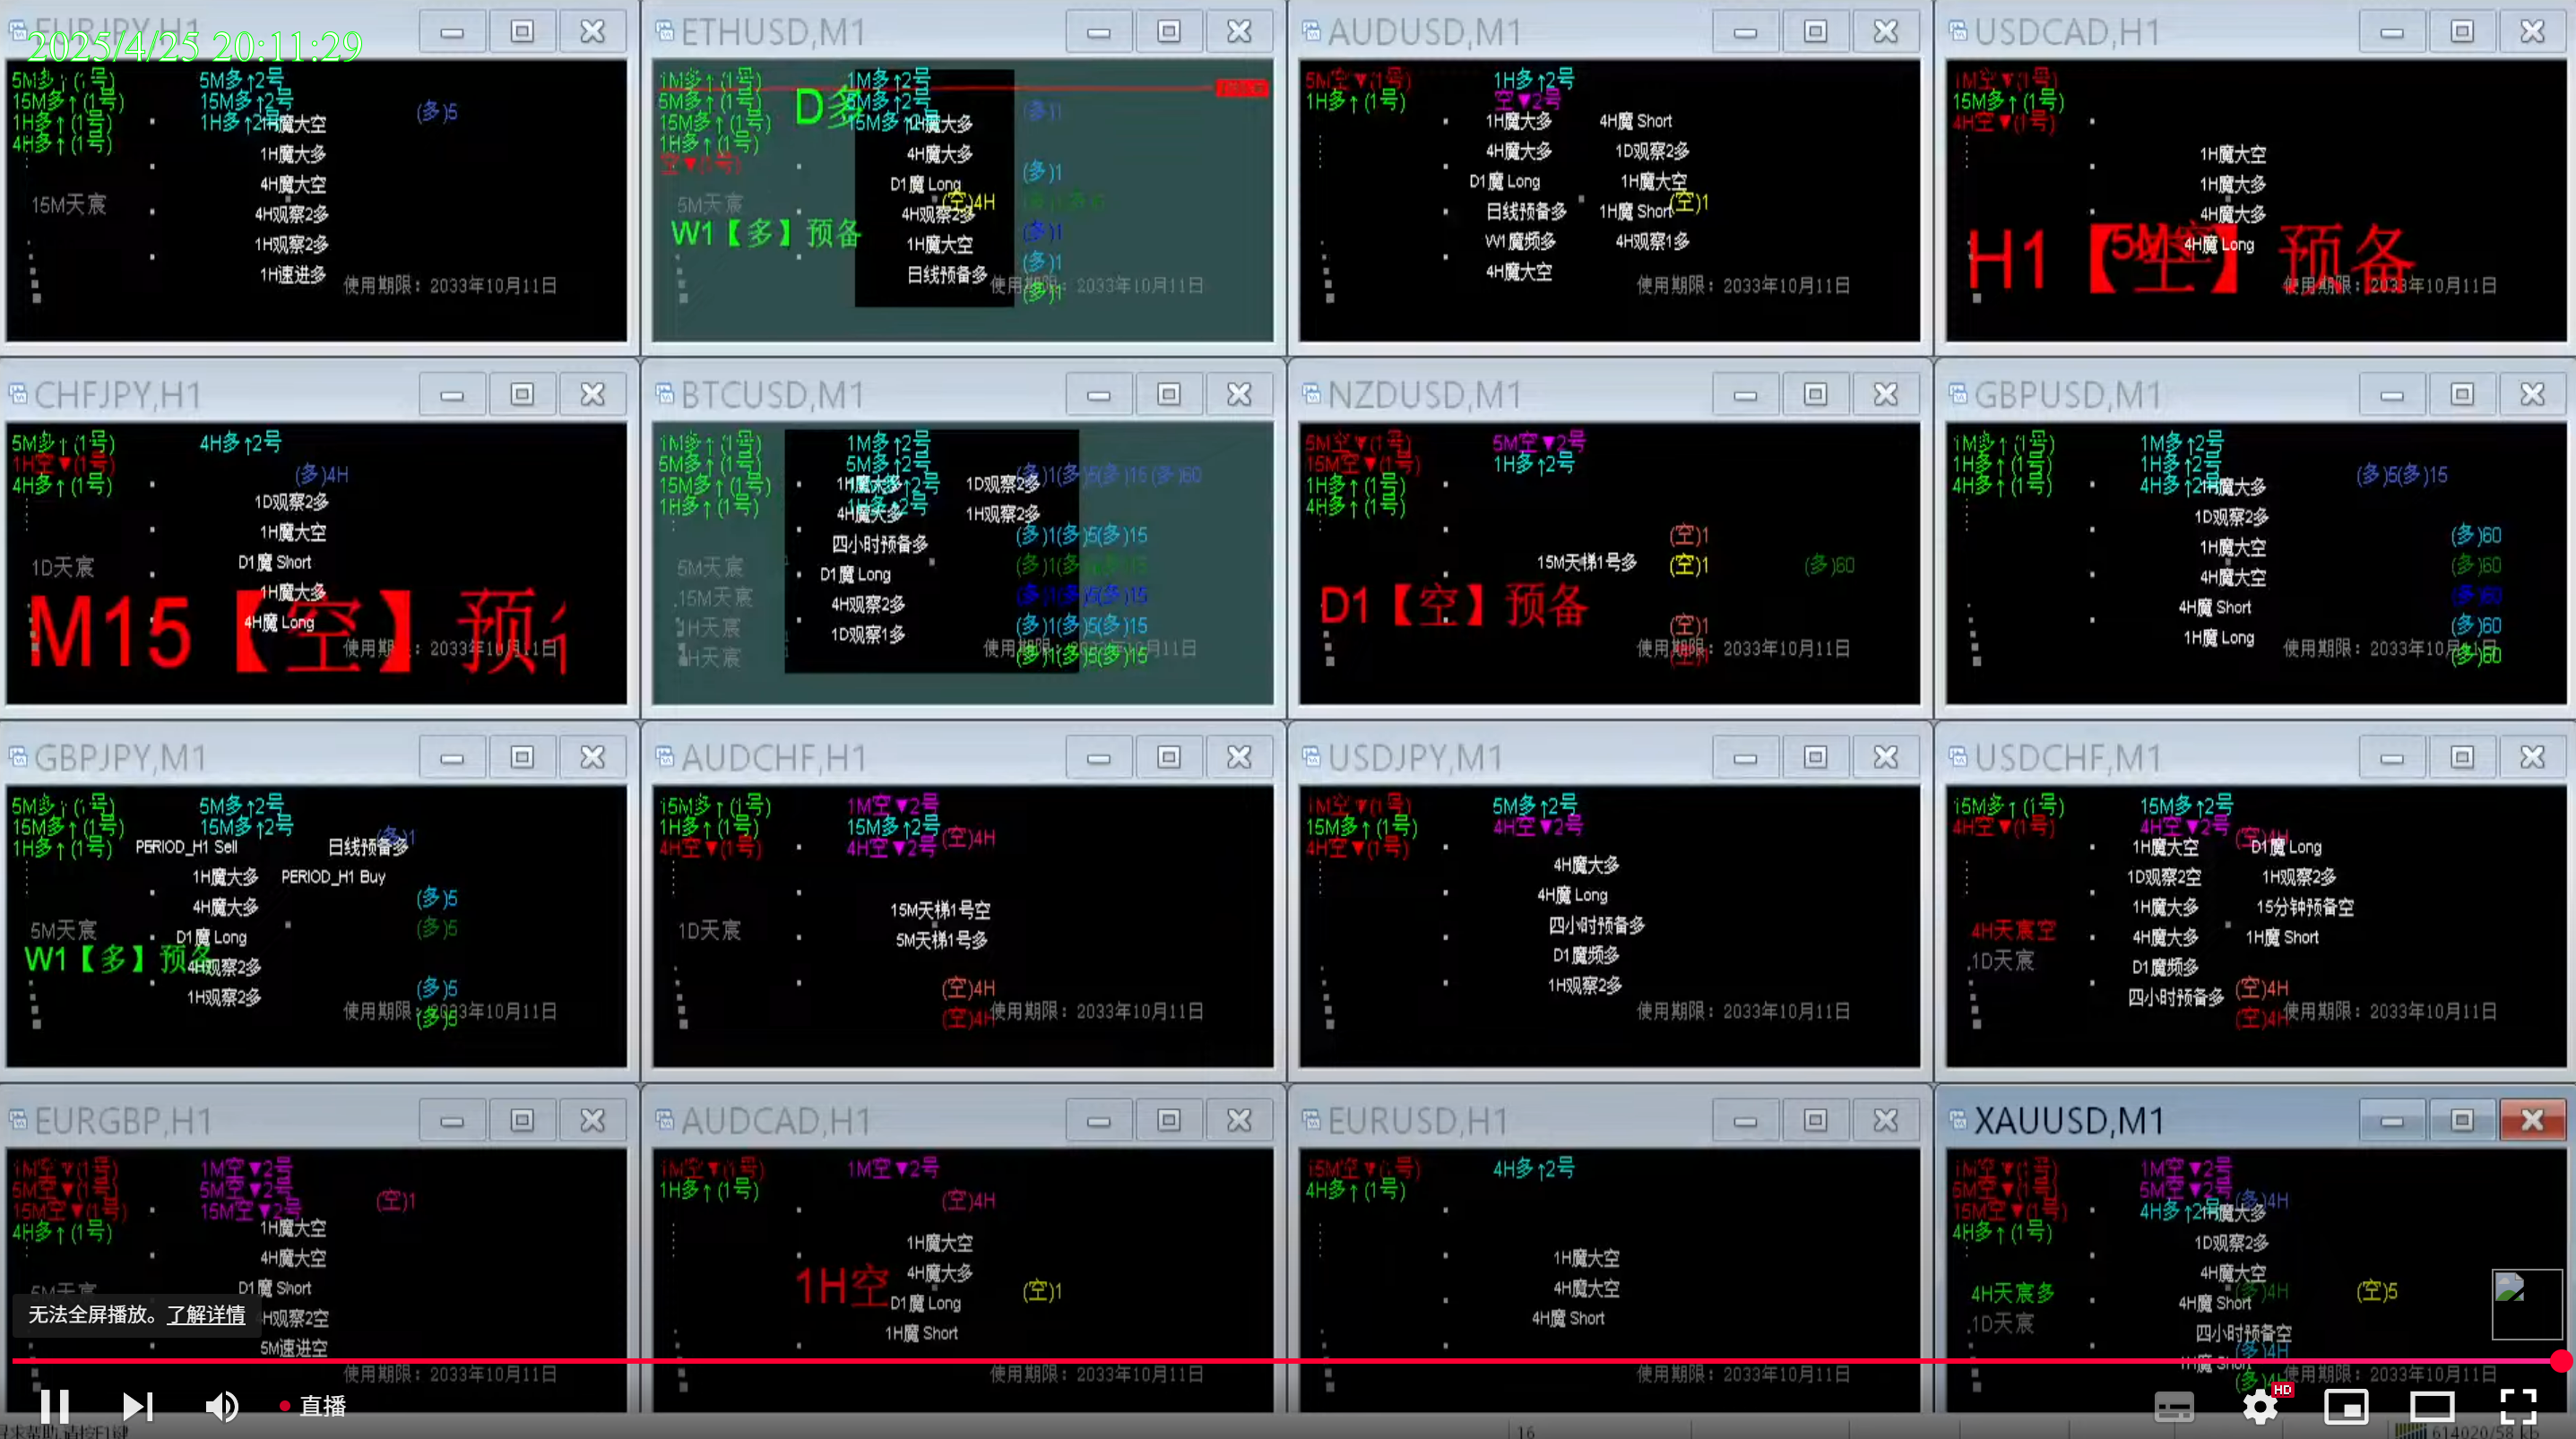 2025/4/25 20:11:29
EURJPY,H1
5M多↑(1号)
15M多↑(1号)
1H多↑(1号)
4H多↑(1号)
5M多↑2号
15M多↑2号
1H多↑2号
(多)5
1H魔大空
1H魔大多
4H魔大空
4H观察2多
1H观察2多
1H速进多
15M天宸
使用期限：2033年10月11日
ETHUSD,M1
1M多↑(1号)
5M多↑(1号)
15M多↑(1号)
1H多↑(1号)
空▼(1号)
D多
1M多↑2号
5M多↑2号
15M多↑2号
1H魔大多
4H魔大多
D1魔 Long
(空)4H
4H观察2多
1H魔大空
日线预备多
(多)1
(多)1
(多)1
(多)1
(多)1
5M天宸
W1【多】预备
使用期限：2033年10月11日
AUDUSD,M1
5M空▼(1号)
1H多↑(1号)
1H多↑2号
空▼2号
1H魔大多
4H魔大多
D1魔 Long
日线预备多
W1魔频多
4H魔大空
4H魔 Short
1D观察2多
1H魔大空
1H魔 Short
4H观察1多
(空)1
使用期限：2033年10月11日
USDCAD,H1
1M空▼(1号)
15M多↑(1号)
4H空▼(1号)
1H魔大空
1H魔大多
4H魔大多
4H魔 Long
H1【空】预备
使用期限：2033年10月11日
CHFJPY,H1
5M多↑(1号)
1H空▼(1号)
4H多↑(1号)
4H多↑2号
(多)4H
1D观察2多
1H魔大空
D1魔 Short
1H魔大多
4H魔 Long
1D天宸
M15【空】预
BTCUSD,M1
1M多↑(1号)
5M多↑(1号)
15M多↑(1号)
1H多↑(1号)
1M多↑2号
5M多↑2号
15M多↑2号
1H多↑2号
1H魔大多
4H魔大多
四小时预备多
D1魔 Long
4H观察2多
1D观察1多
1D观察2多
1H观察2多
(多)1(多)5(多)15(多)60
(多)1(多)5(多)15
(多)1(多)5(多)15
(多)1(多)5(多)15
(多)1(多)5(多)15
(多)1(多)5(多)15
5M天宸
15M天宸
1H天宸
4H天宸
使用期限：2033年10月11日
NZDUSD,M1
5M空▼(1号)
15M空▼(1号)
1H多↑(1号)
4H多↑(1号)
5M空▼2号
1H多↑2号
(空)1
15M天梯1号多
(空)1
(多)60
D1【空】预备
(空)1
(空)1
使用期限：2033年10月11日
GBPUSD,M1
1M多↑(1号)
1H多↑(1号)
4H多↑(1号)
1M多↑2号
1H多↑2号
4H多↑2号
(多)5(多)15
1H魔大多
1D观察2多
1H魔大空
4H魔大空
4H魔 Short
1H魔 Long
(多)60
(多)60
(多)60
(多)60
(多)60
使用期限：2033年10月11日
GBPJPY,M1
5M多↑(1号)
15M多↑(1号)
1H多↑(1号)
5M多↑2号
15M多↑2号
(多)1
PERIOD_H1 Sell
日线预备多
1H魔大多
PERIOD_H1 Buy
4H魔大多
D1魔 Long
4H观察2多
1H观察2多
(多)5
(多)5
(多)5
(多)5
5M天宸
W1【多】预备
使用期限：2033年10月11日
AUDCHF,H1
15M多↑(1号)
1H多↑(1号)
4H空▼(1号)
1M空▼2号
15M多↑2号
4H空▼2号
(空)4H
15M天梯1号空
5M天梯1号多
1D天宸
(空)4H
(空)4H
使用期限：2033年10月11日
USDJPY,M1
1M空▼(1号)
15M多↑(1号)
4H空▼(1号)
5M多↑2号
4H空▼2号
4H魔大多
4H魔 Long
四小时预备多
D1魔频多
1H观察2多
使用期限：2033年10月11日
USDCHF,M1
15M多↑(1号)
4H空▼(1号)
15M多↑2号
4H空▼2号
(空)4H
1H魔大空
1D观察2空
1H魔大多
4H魔大多
D1魔频多
四小时预备多
D1魔 Long
1H观察2多
15分钟预备空
1H魔 Short
4H天宸空
1D天宸
(空)4H
(空)4H
使用期限：2033年10月11日
EURGBP,H1
1M空▼(1号)
5M空▼(1号)
15M空▼(1号)
4H多↑(1号)
1M空▼2号
5M空▼2号
15M空▼2号
(空)1
1H魔大空
4H魔大空
D1魔 Short
4H观察2空
5M速进空
使用期限：2033年10月11日
AUDCAD,H1
1M空▼(1号)
1H多↑(1号)
1M空▼2号
(空)4H
1H魔大空
4H魔大多
D1魔 Long
1H魔 Short
1H空
(空)1
使用期限：2033年10月11日
EURUSD,H1
15M空▼(1号)
4H多↑(1号)
4H多↑2号
1H魔大空
4H魔大空
4H魔 Short
使用期限：2033年10月11日
XAUUSD,M1
1M空▼(1号)
5M空▼(1号)
15M空▼(1号)
4H多↑(1号)
1M空▼2号
5M空▼2号
4H多↑2号
(多)4H
1H魔大多
1D观察2多
4H魔大空
4H魔 Short
四小时预备空
1H魔 Short
(多)4H
(空)5
(多)4H
(多)4H
4H天宸多
1D天宸
使用期限：2033年10月11日
无法全屏播放。了解详情
直播
HD
16
614020/58 kb